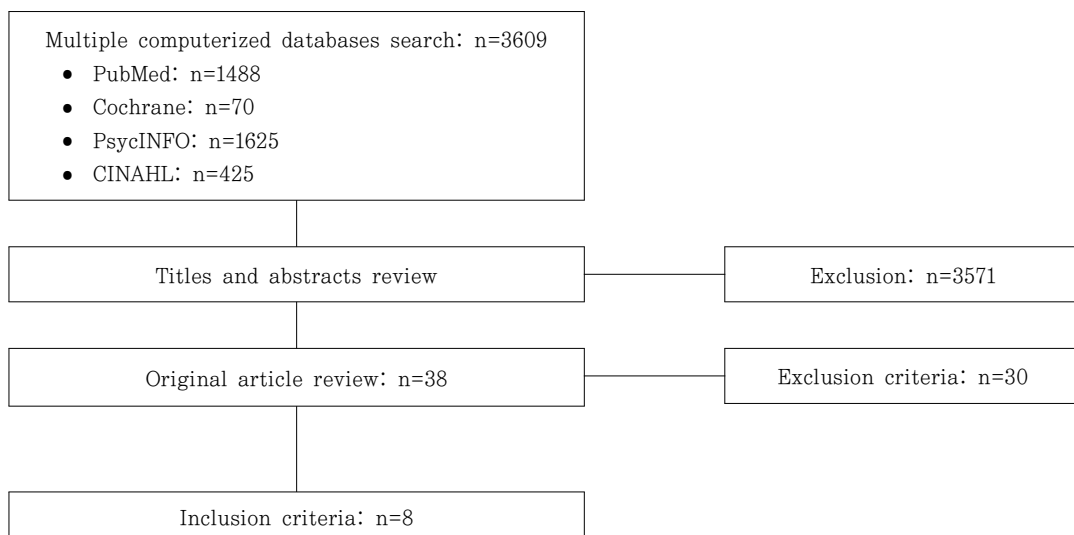 Multiple computerized databases search: n=3609
• PubMed: n=1488
• Cochrane: n=70
• PsycINFO: n=1625
• CINAHL: n=425
Titles and abstracts review
Exclusion: n=3571
Original article review: n=38
Exclusion criteria: n=30
Inclusion criteria: n=8